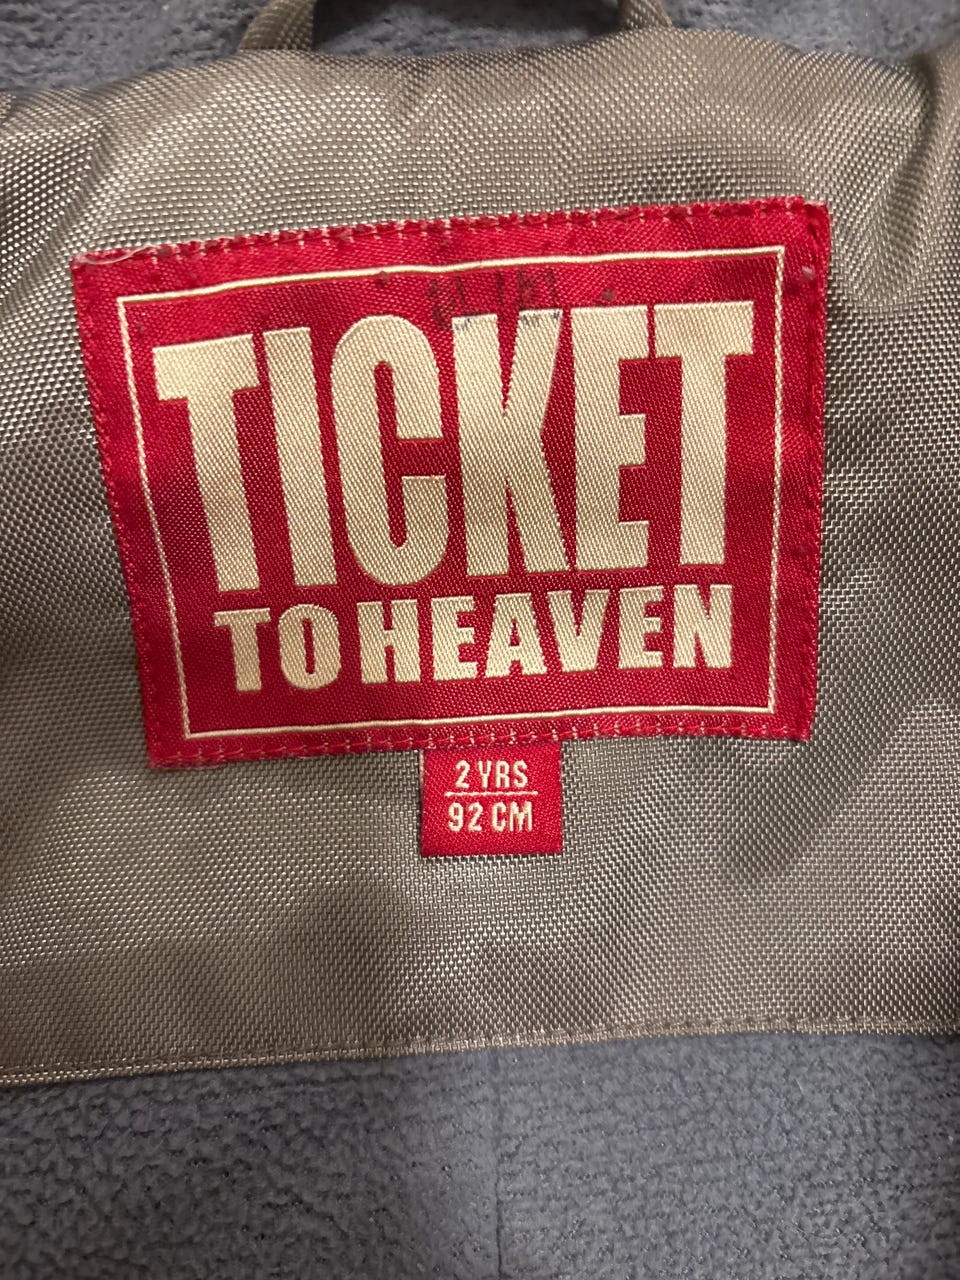 TICKET
TO HEAVEN
2 YRS
92 CM